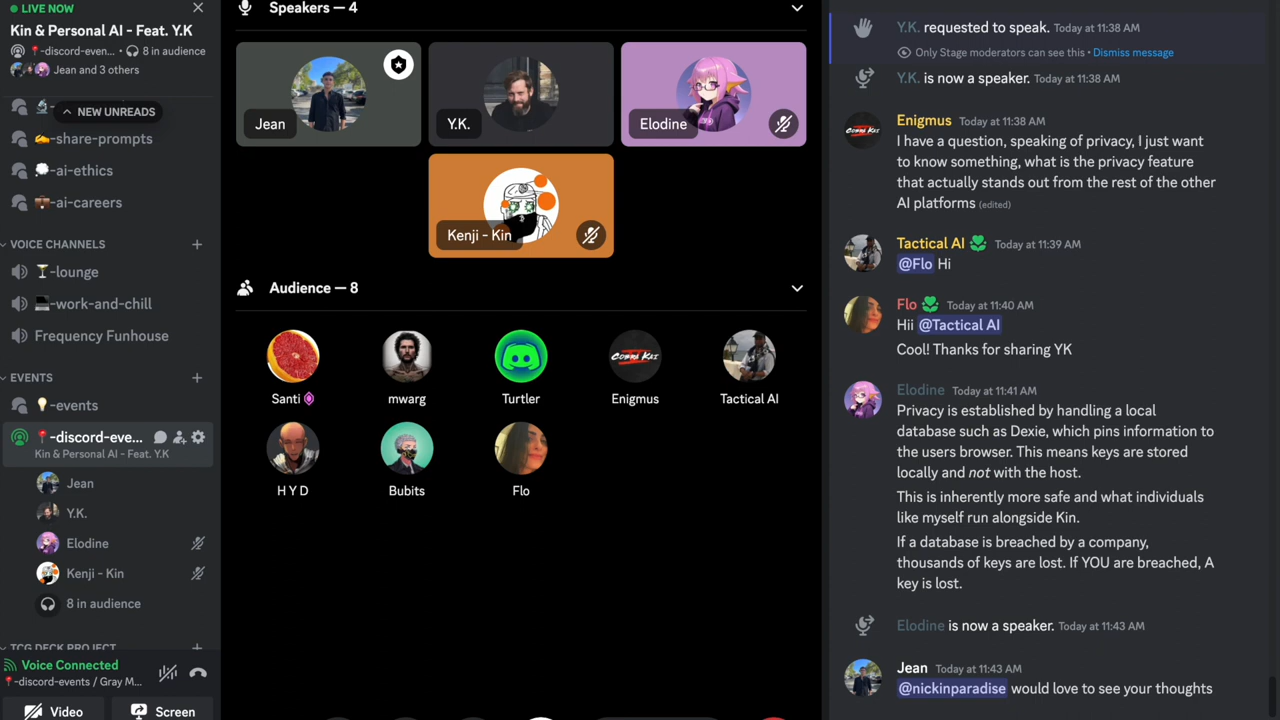 LIVE NOW
Kin & Personal AI - Feat. Y.K
-discord-even... • 8 in audience
Jean and 3 others
NEW UNREADS
-share-prompts
-ai-ethics
-ai-careers
VOICE CHANNELS
-lounge
-work-and-chill
Frequency Funhouse
EVENTS
-events
-discord-eve...
Kin & Personal AI - Feat. Y.K
Jean
Y.K.
Elodine
Kenji - Kin
8 in audience
TCG DECK PROJECT
Voice Connected
-discord-events / Gray M...
Video
Screen
Speakers — 4
Jean
Y.K.
Elodine
Kenji - Kin
Audience — 8
Santi
mwarg
Turtler
Enigmus
COBRA KAI
Tactical AI
H Y D
Bubits
Flo
Y.K. requested to speak. Today at 11:38 AM
Only Stage moderators can see this • Dismiss message
Y.K. is now a speaker. Today at 11:38 AM
Enigmus Today at 11:38 AM
I have a question, speaking of privacy, I just want
to know something, what is the privacy feature
that actually stands out from the rest of the other
AI platforms (edited)
Tactical AI Today at 11:39 AM
@Flo Hi
Flo Today at 11:40 AM
Hii @Tactical AI
Cool! Thanks for sharing YK
Elodine Today at 11:41 AM
Privacy is established by handling a local
database such as Dexie, which pins information to
the users browser. This means keys are stored
locally and not with the host.
This is inherently more safe and what individuals
like myself run alongside Kin.
If a database is breached by a company,
thousands of keys are lost. If YOU are breached, A
key is lost.
Elodine is now a speaker. Today at 11:43 AM
Jean Today at 11:43 AM
@nickinparadise would love to see your thoughts